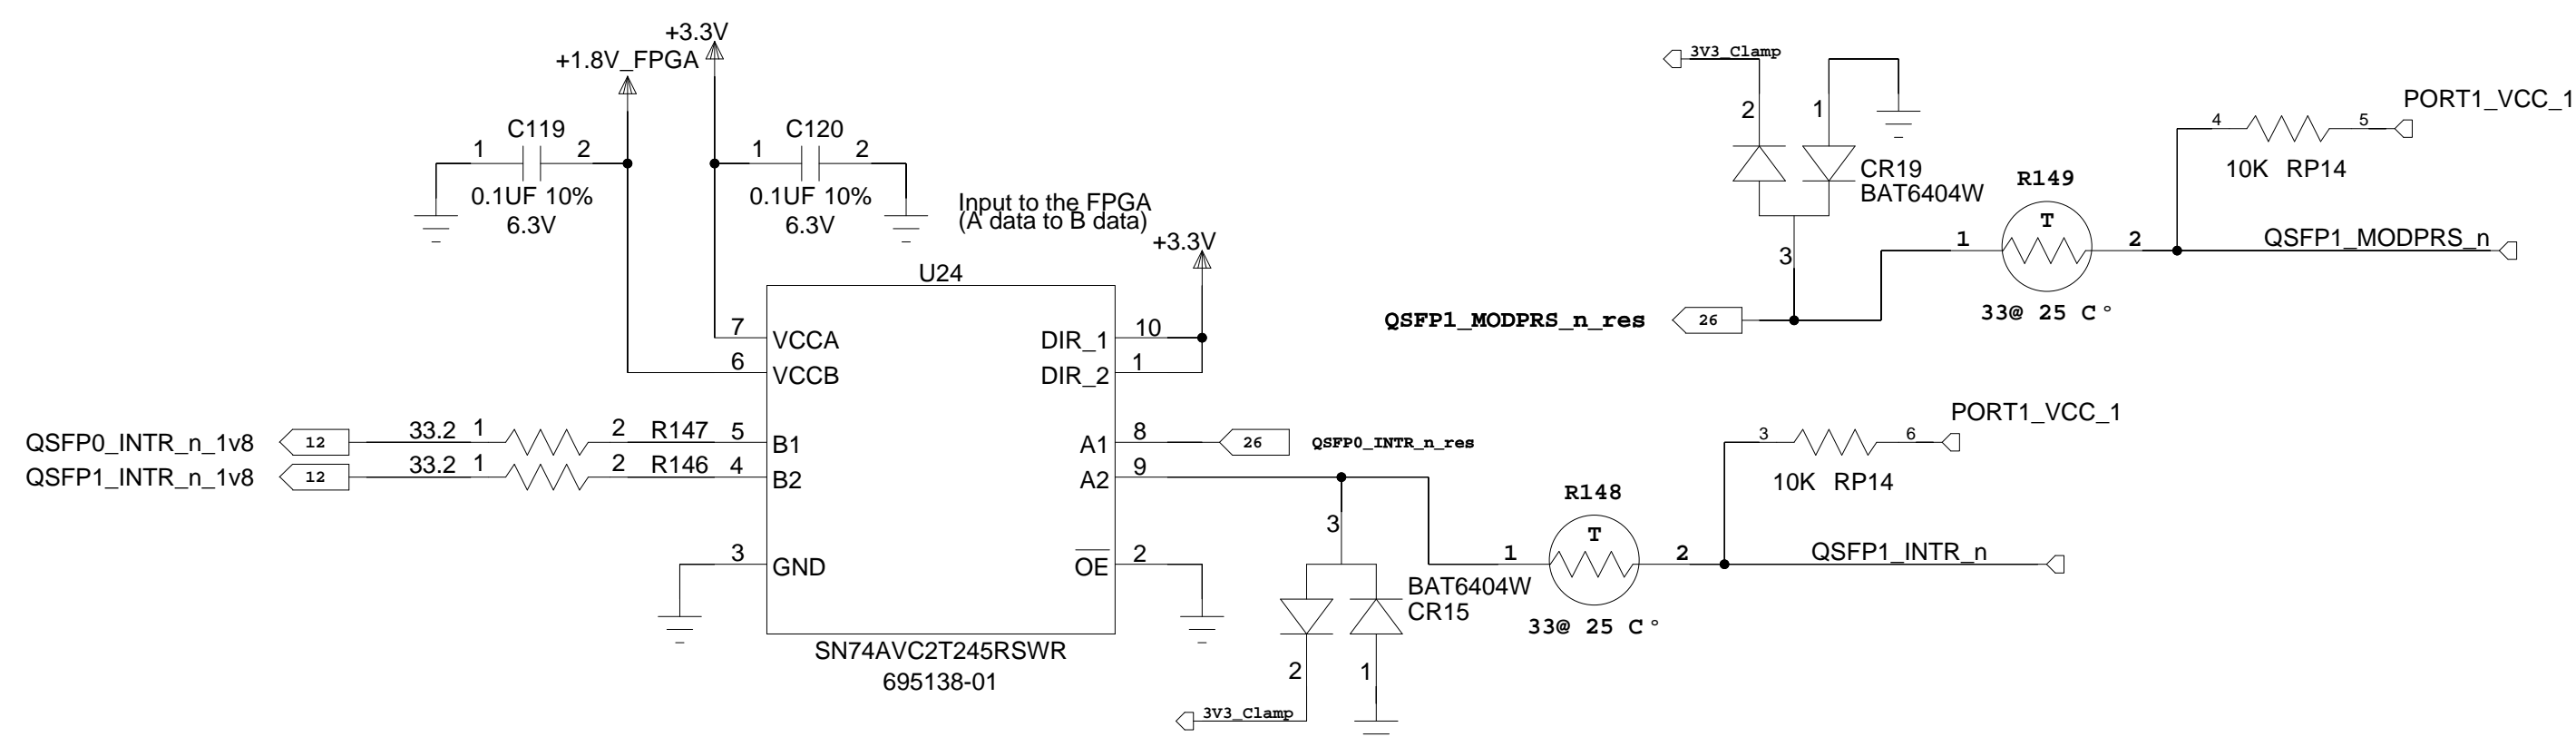 +3.3V
+1.8V_FPGA
3V3_Clamp
2
1
PORT1_VCC_1
C119
1
2
0.1UF 10%
6.3V
C120
1
2
0.1UF 10%
6.3V
CR19
BAT6404W
4
5
10K RP14
R149
T
1
2
QSFP1_MODPRS_n
33@ 25 C°
3
QSFP1_MODPRS_n_res
26
Input to the FPGA
(A data to B data)
+3.3V
U24
7
VCCA
DIR_1
10
6
VCCB
DIR_2
1
QSFP0_INTR_n_1v8
12
33.2
1
2
R147
5
B1
A1
8
26
QSFP0_INTR_n_res
QSFP1_INTR_n_1v8
12
33.2
1
2
R146
4
B2
A2
9
3
GND
OE
2
SN74AVC2T245RSWR
695138-01
PORT1_VCC_1
3
6
10K RP14
R148
T
1
2
QSFP1_INTR_n
33@ 25 C°
3
BAT6404W
CR15
2
1
3V3_Clamp